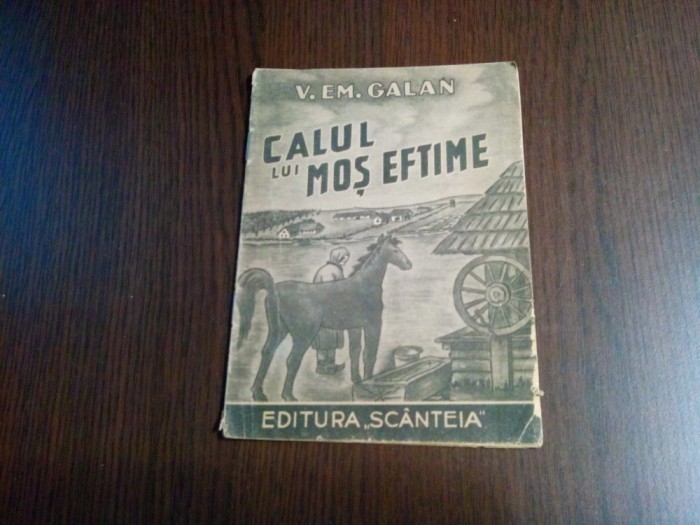 V. EM. GALAN
CALUL
LUI MOȘ EFTIME
EDITURA „SCÂNTEIA"